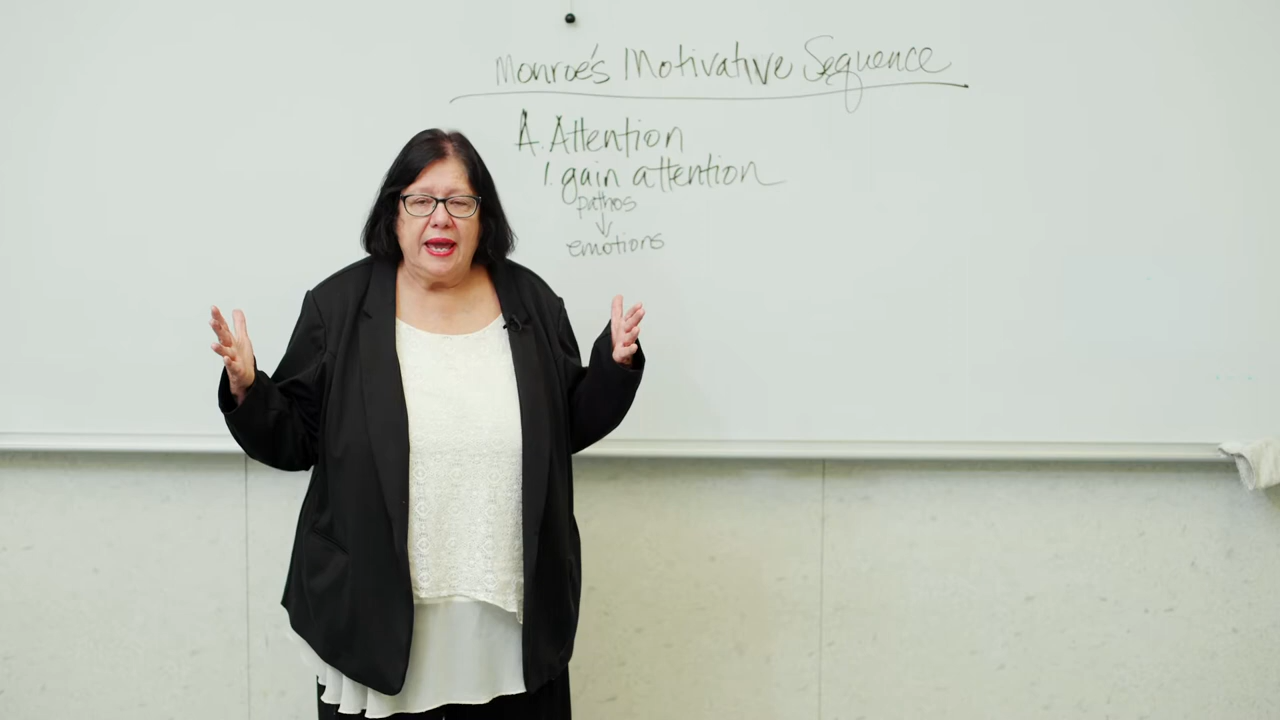 Monroe's Motivative Sequence
A. Attention
1. gain attention
pathos
↓
emotions